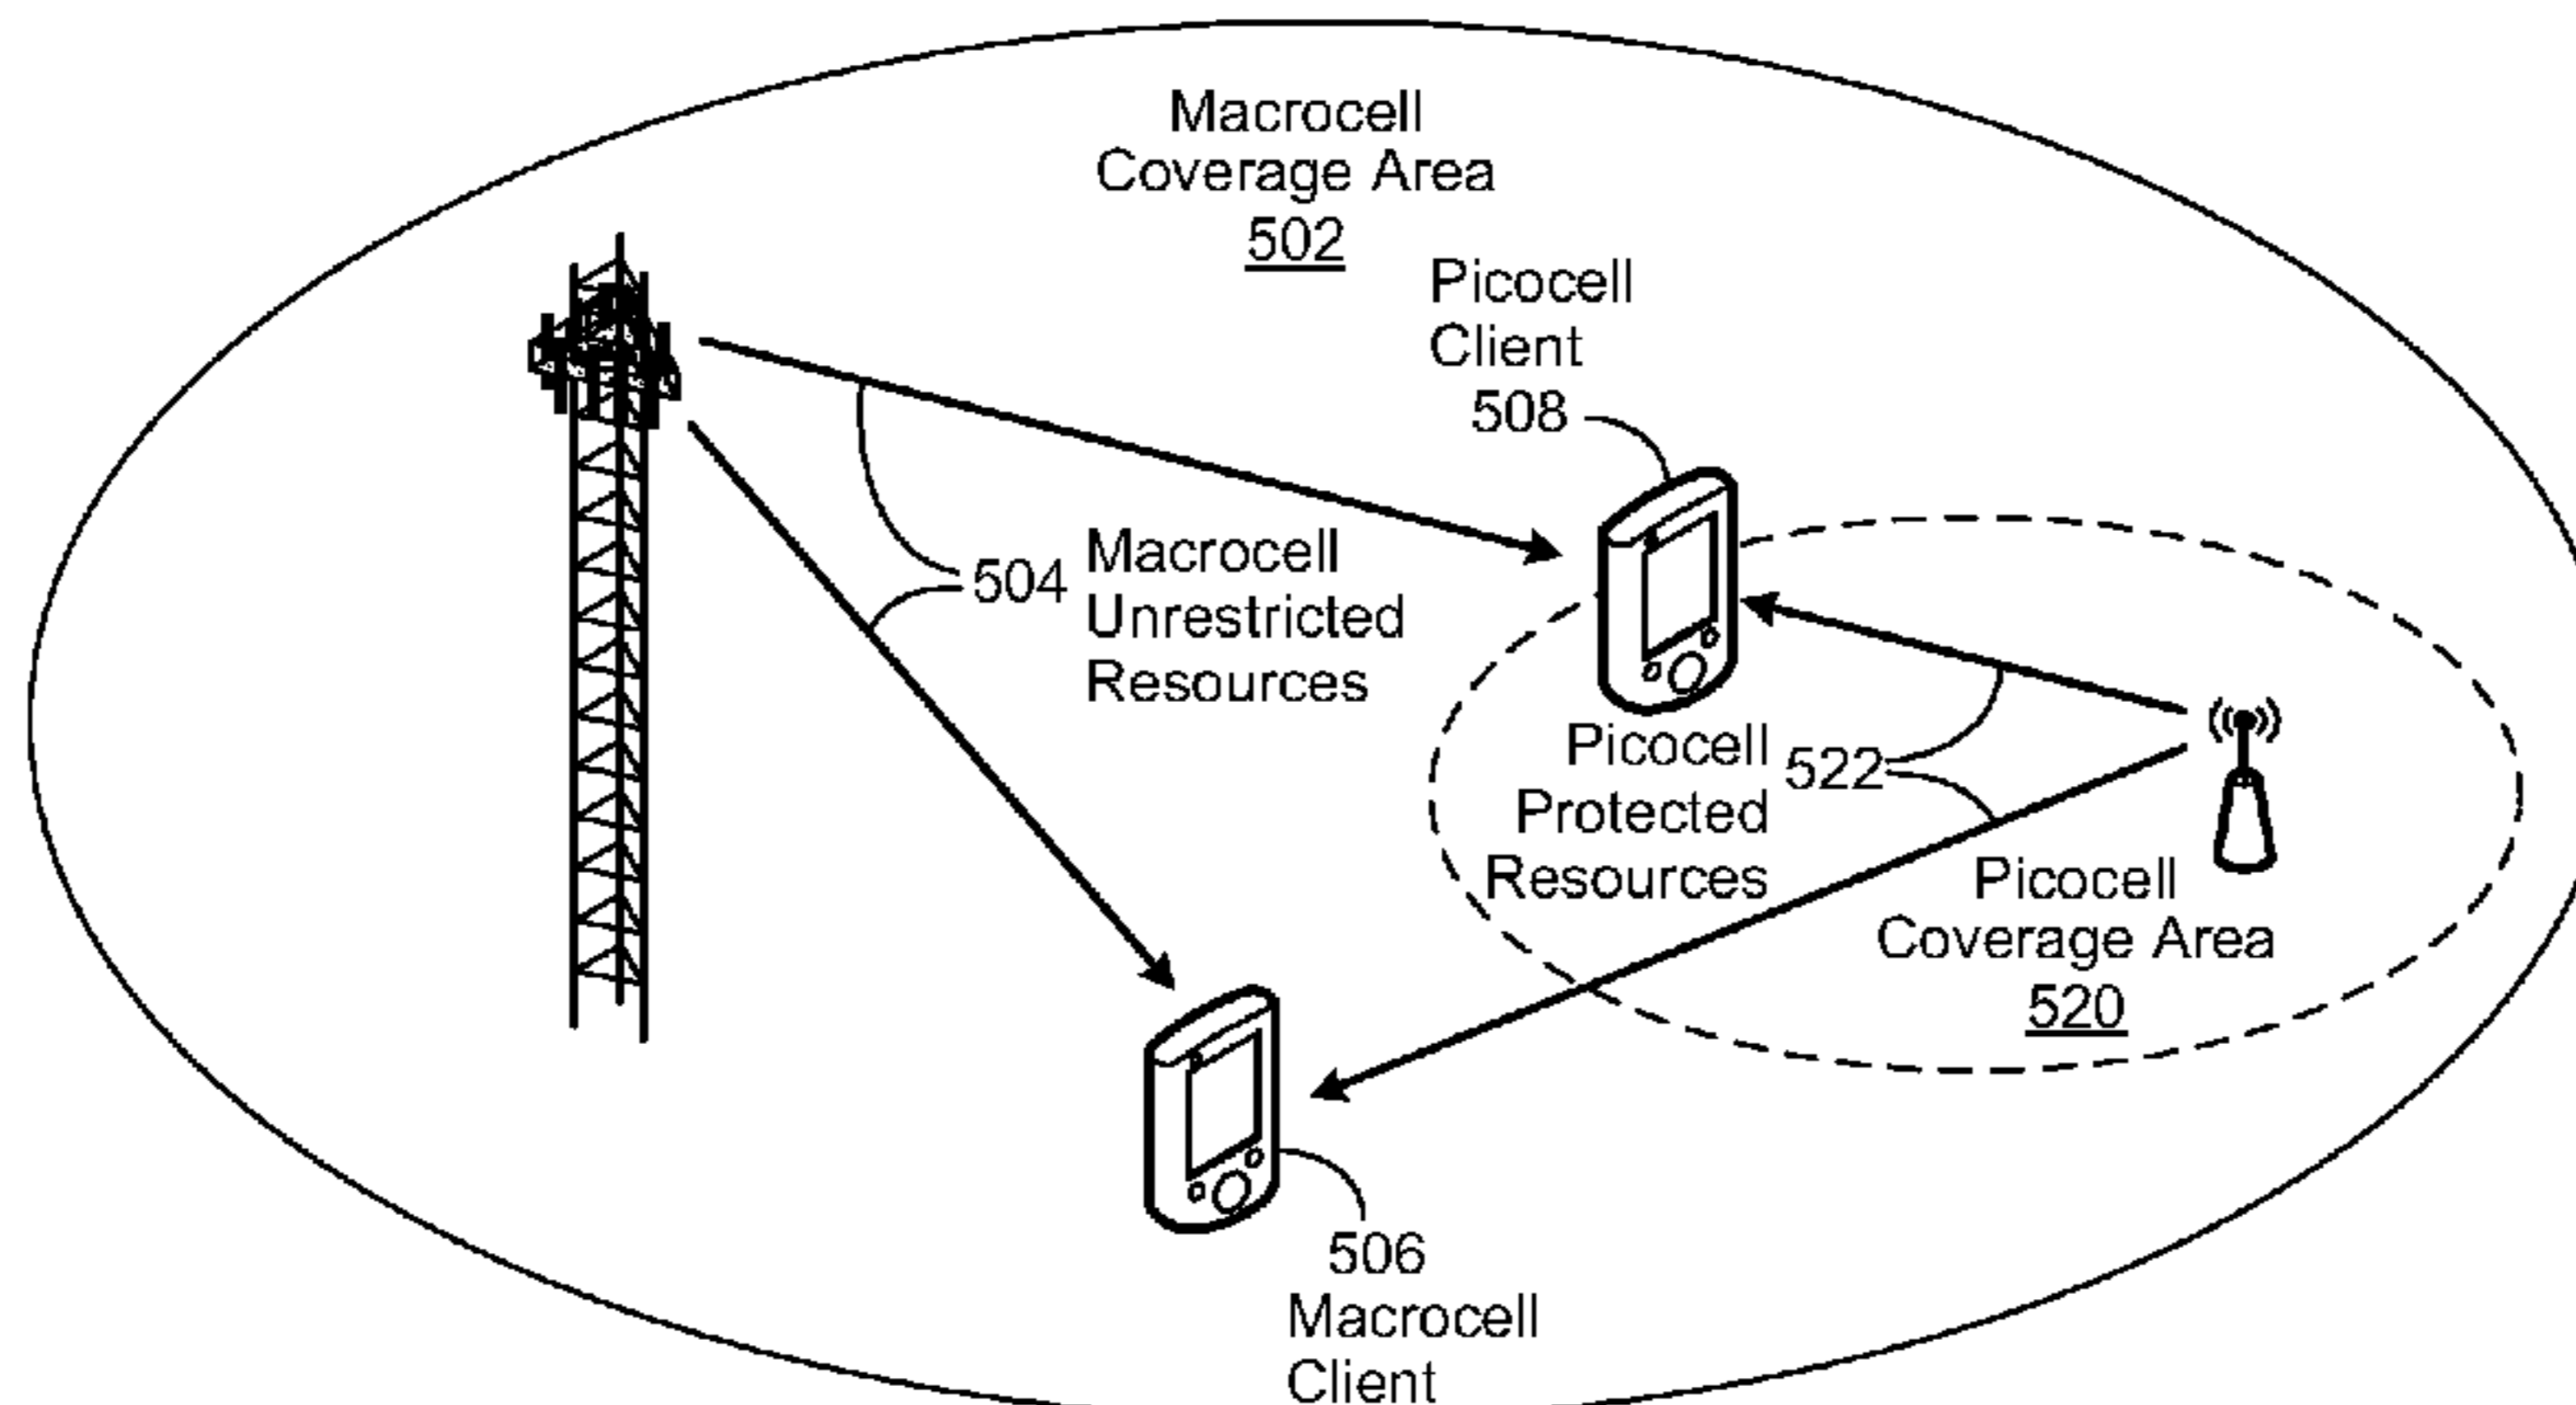 Macrocell
Coverage Area
502
Picocell
Client
508
504
Macrocell
Unrestricted
Resources
Picocell
Protected
Resources
522
Picocell
Coverage Area
520
506
Macrocell
Client